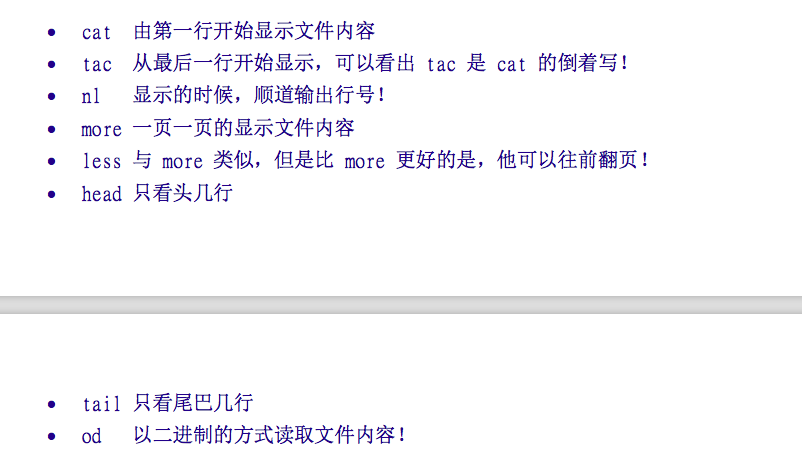 • cat 由第一行开始显示文件内容
• tac 从最后一行开始显示，可以看出 tac 是 cat 的倒着写！
• nl 显示的时候，顺道输出行号！
• more 一页一页的显示文件内容
• less 与 more 类似，但是比 more 更好的是，他可以往前翻页！
• head 只看头几行
• tail 只看尾巴几行
• od 以二进制的方式读取文件内容！